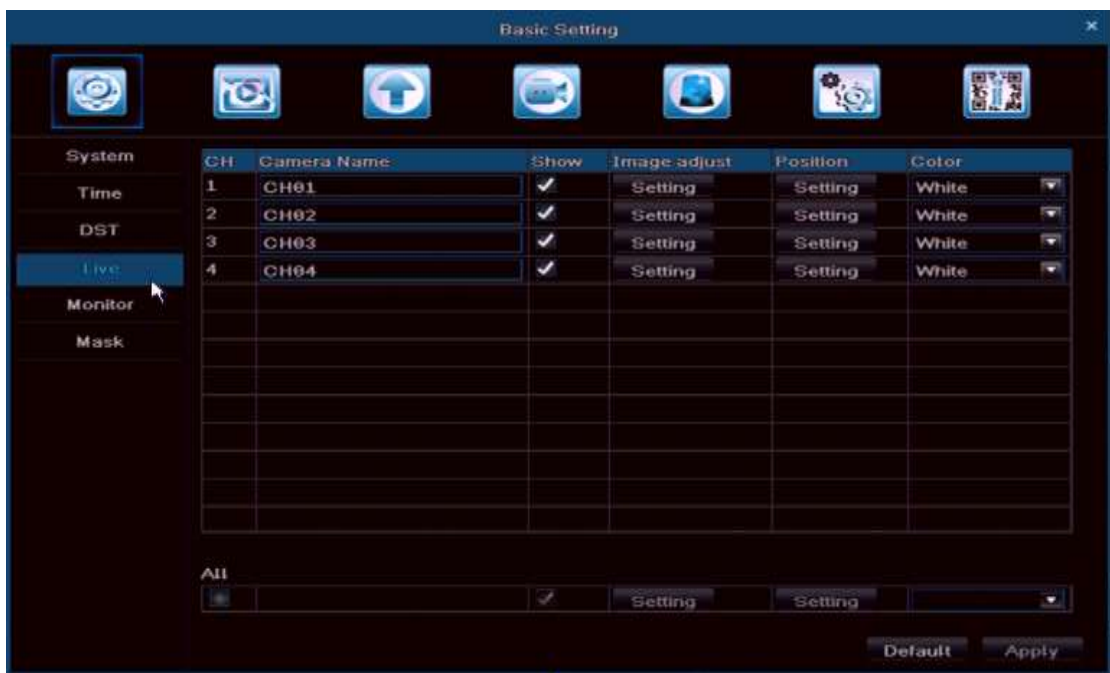 Basic Setting
System
Time
DST
Live
Monitor
Mask
CH Camera Name Show Image adjust Position Color
1 CH01 Setting Setting White
2 CH02 Setting Setting White
3 CH03 Setting Setting White
4 CH04 Setting Setting White
All
Setting Setting
Default Apply